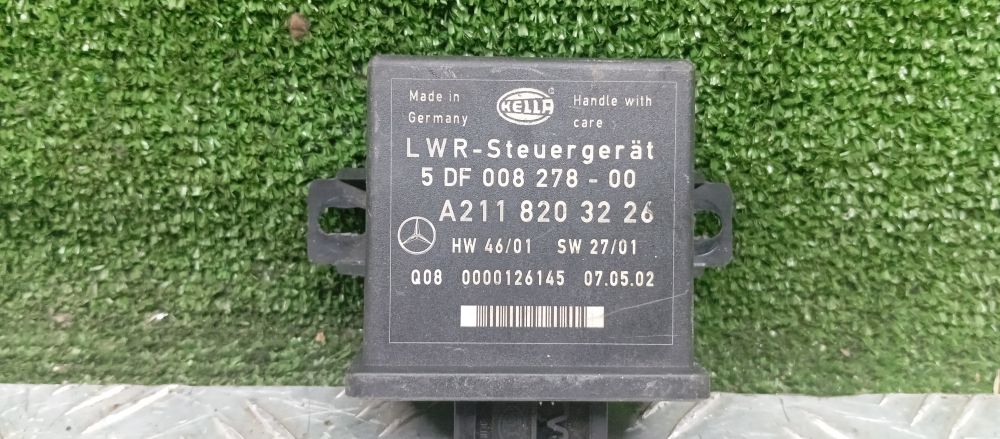 Made in Germany
HELLA
Handle with care
LWR-Steuergerät
5 DF 008 278 - 00
A211 820 32 26
HW 46/01 SW 27/01
Q08 0000126145 07.05.02